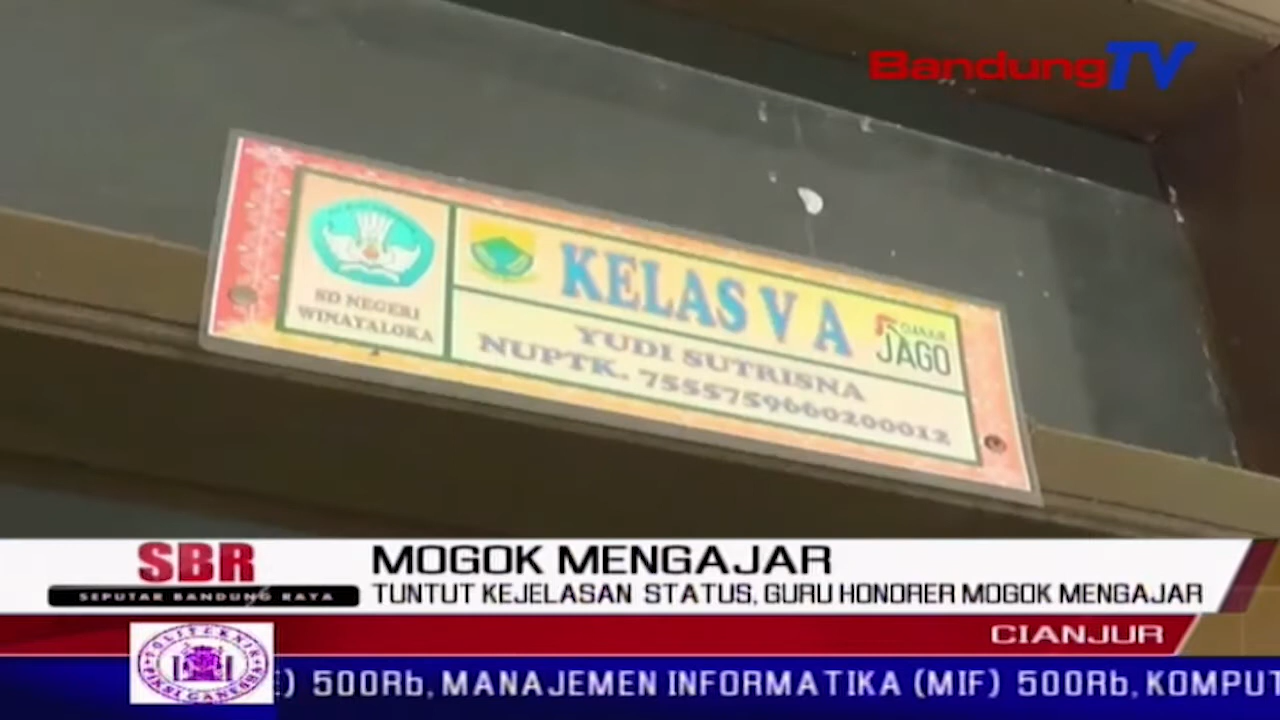 BandungTV
KELAS V A
JAGO
SD NEGERI
WINAYALOKA
YUDI SUTRISNA
NUPTK. 7555759660200012
SBR
SEPUTAR BANDUNG RAYA
MOGOK MENGAJAR
TUNTUT KEJELASAN STATUS, GURU HONORER MOGOK MENGAJAR
CIANJUR
E) 500Rb, MANAJEMEN INFORMATIKA (MIF) 500Rb, KOMPUT